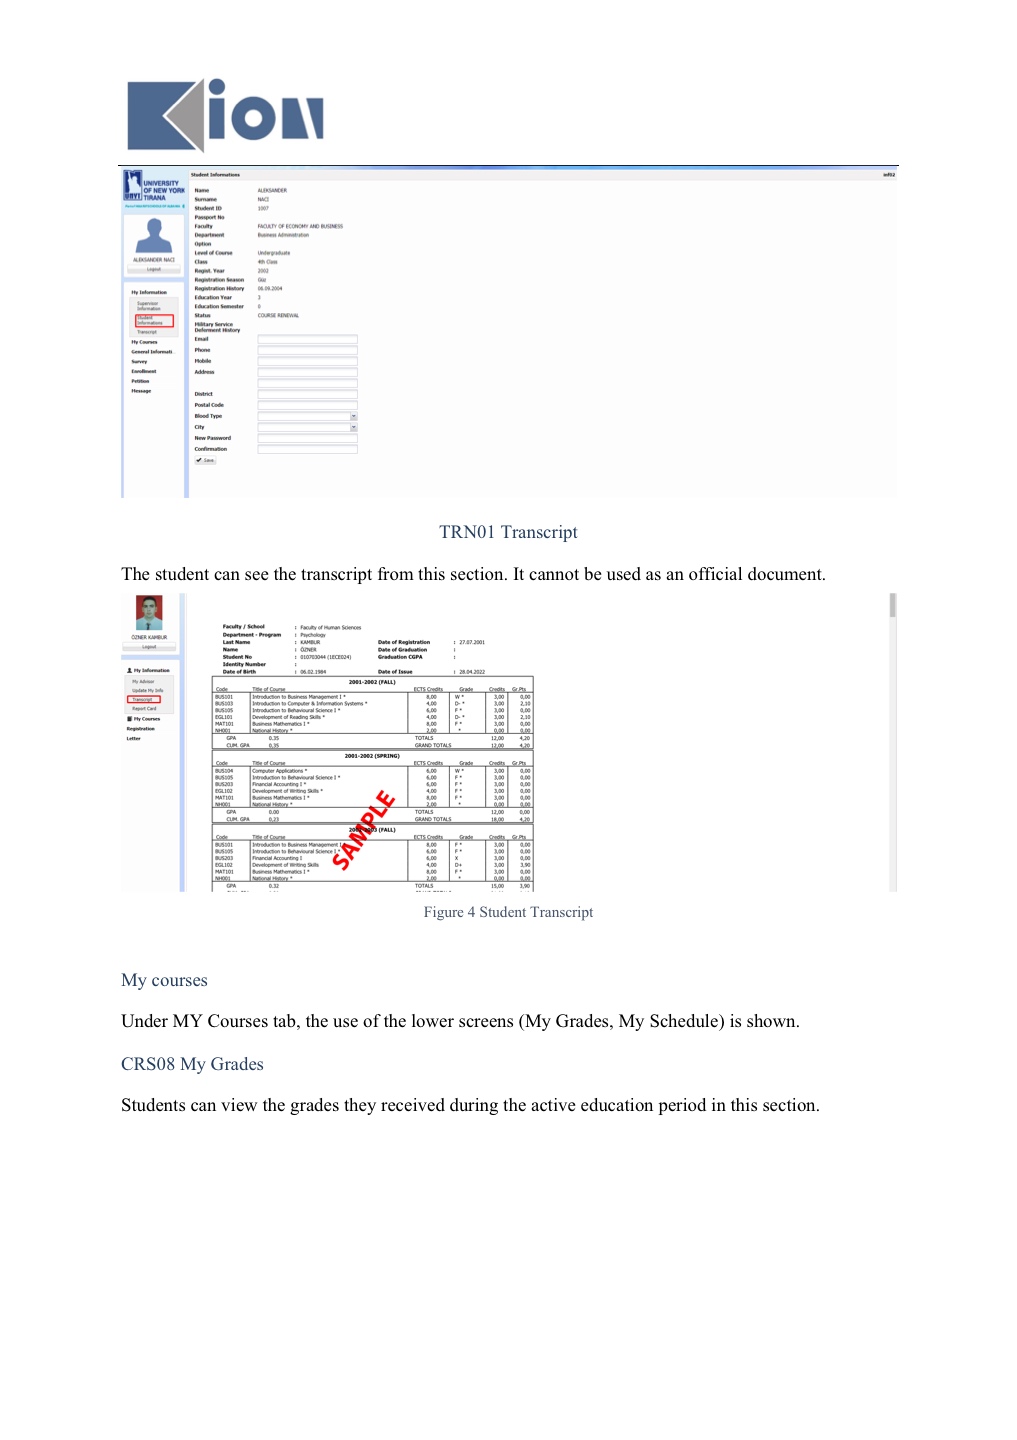 Kion
UNIVERSITY
OF NEW YORK
TIRANA
UNYT
Student Informations
inf02
Name ALEKSANDER
Surname NACI
Student ID 1007
Passport No
Faculty FACULTY OF ECONOMY AND BUSINESS
Department Business Administration
Option
Level of Course Undergraduate
Class 4th Class
Regist. Year 2002
Registration Season Güz
Registration History 06.09.2004
Education Year 3
Education Semester 0
Status COURSE RENEWAL
Military Service
Deferment History
Email
Phone
Mobile
Address
District
Postal Code
Blood Type
City
New Password
Confirmation
Save
ALEKSANDER NACI
Logout
My Information
Supervisor
Information
Student
Informations
Transcript
My Courses
General Informati.
Survey
Enrollment
Petition
Message
TRN01 Transcript
The student can see the transcript from this section. It cannot be used as an official document.
ÖZNER KAMBUR
Logout
My Information
My Advisor
Update My Info
Transcript
Report Card
My Courses
Registration
Letter
Faculty / School : Faculty of Human Sciences
Department - Program : Psychology
Last Name : KAMBUR Date of Registration : 27.07.2001
Name : ÖZNER Date of Graduation :
Student No : 010703044 (1ECE024) Graduation CGPA :
Identity Number :
Date of Birth : 06.02.1984 Date of Issue : 28.04.2022
2001-2002 (FALL)
Code Title of Course ECTS Credits Grade Credits Gr.Pts
BUS101 Introduction to Business Management I * 8,00 W * 3,00 0,00
BUS103 Introduction to Computer & Information Systems * 4,00 D- * 3,00 2,10
BUS105 Introduction to Behavioural Science I * 6,00 F * 3,00 0,00
EGL101 Development of Reading Skills * 4,00 D- * 3,00 2,10
MAT101 Business Mathematics I * 8,00 F * 3,00 0,00
NH001 National History * 2,00 * 0,00 0,00
GPA 0,35 TOTALS 12,00 4,20
CUM. GPA 0,35 GRAND TOTALS 12,00 4,20
2001-2002 (SPRING)
Code Title of Course ECTS Credits Grade Credits Gr.Pts
BUS104 Computer Applications * 6,00 W * 3,00 0,00
BUS105 Introduction to Behavioural Science I * 6,00 F * 3,00 0,00
BUS203 Financial Accounting I * 6,00 F * 3,00 0,00
EGL102 Development of Writing Skills * 4,00 F * 3,00 0,00
MAT101 Business Mathematics I * 8,00 F * 3,00 0,00
NH001 National History * 2,00 * 0,00 0,00
GPA 0.00 TOTALS 12,00 0,00
CUM. GPA 0,23 GRAND TOTALS 18,00 4,20
2002-2003 (FALL)
Code Title of Course ECTS Credits Grade Credits Gr.Pts
BUS101 Introduction to Business Management I 8,00 F * 3,00 0,00
BUS105 Introduction to Behavioural Science I * 6,00 F * 3,00 0,00
BUS203 Financial Accounting I 6,00 X 3,00 0,00
EGL102 Development of Writing Skills 4,00 D+ 3,00 3,90
MAT101 Business Mathematics I * 8,00 F * 3,00 0,00
NH001 National History * 2,00 * 0,00 0,00
GPA 0.32 TOTALS 15,00 3,90
SAMPLE
Figure 4 Student Transcript
My courses
Under MY Courses tab, the use of the lower screens (My Grades, My Schedule) is shown.
CRS08 My Grades
Students can view the grades they received during the active education period in this section.